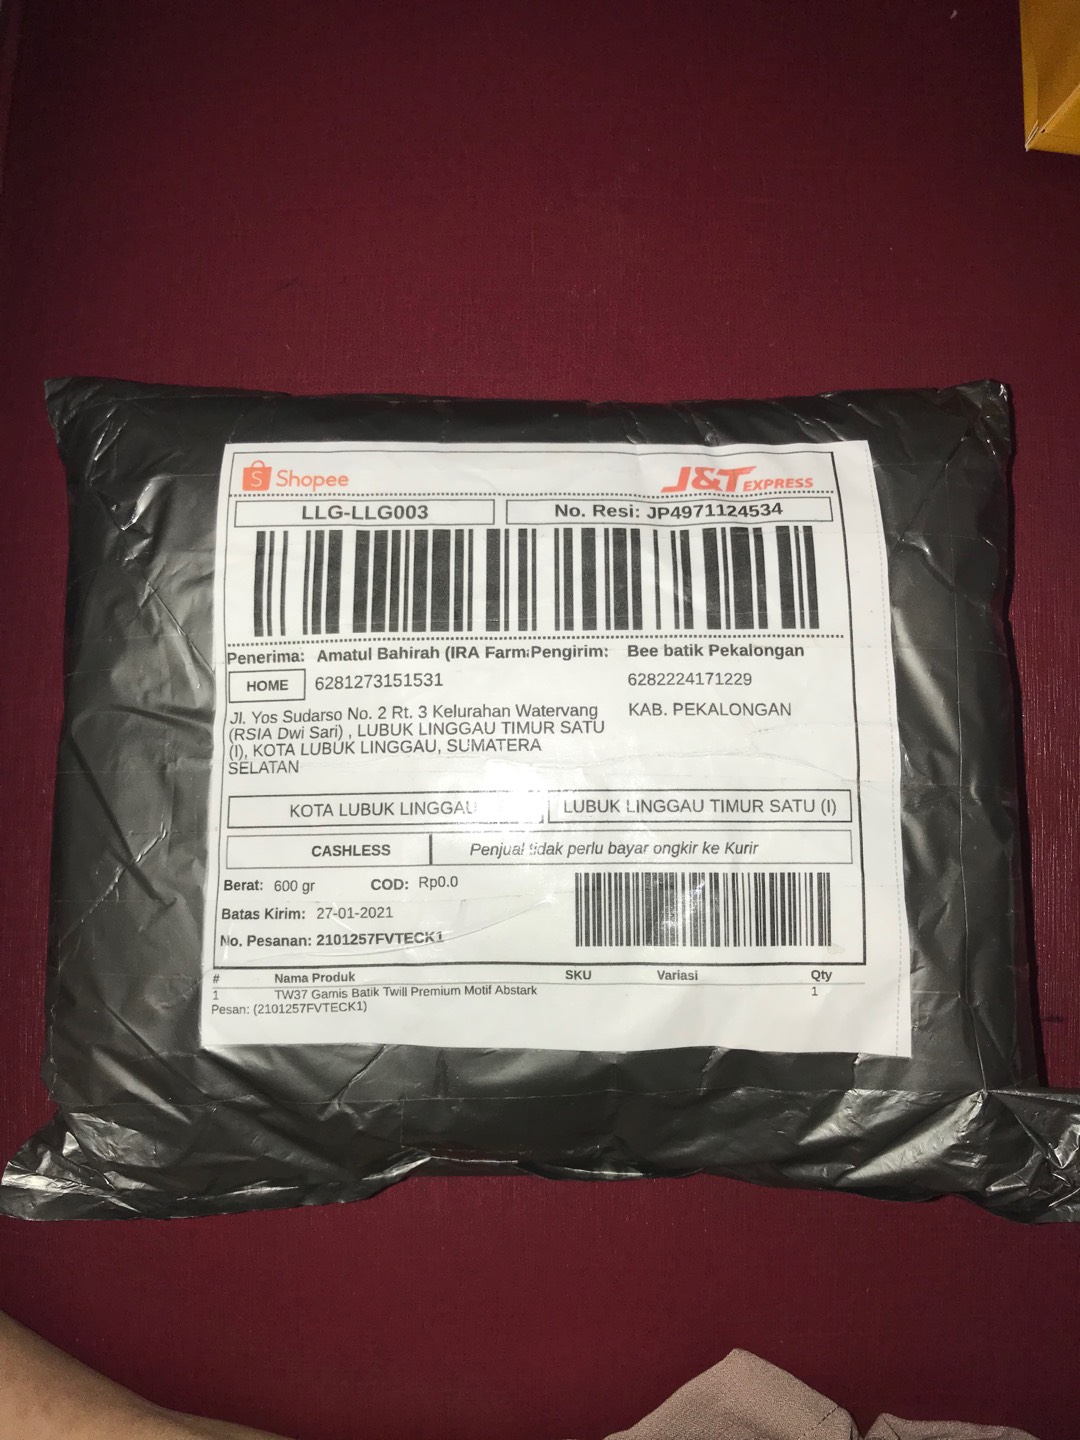 Shopee
J&T EXPRESS
LLG-LLG003
No. Resi: JP4971124534
Penerima: Amatul Bahirah (IRA Farm
Pengirim: Bee batik Pekalongan
HOME 6281273151531
6282224171229
Jl. Yos Sudarso No. 2 Rt. 3 Kelurahan Watervang
KAB. PEKALONGAN
(RSIA Dwi Sari) , LUBUK LINGGAU TIMUR SATU
(I), KOTA LUBUK LINGGAU, SUMATERA
SELATAN
KOTA LUBUK LINGGAU
LUBUK LINGGAU TIMUR SATU (I)
CASHLESS
Penjual tidak perlu bayar ongkir ke Kurir
Berat: 600 gr COD: Rp0.0
Batas Kirim: 27-01-2021
No. Pesanan: 2101257FVTECK1
# Nama Produk SKU Variasi Qty
1 TW37 Gamis Batik Twill Premium Motif Abstark 1
Pesan: (2101257FVTECK1)